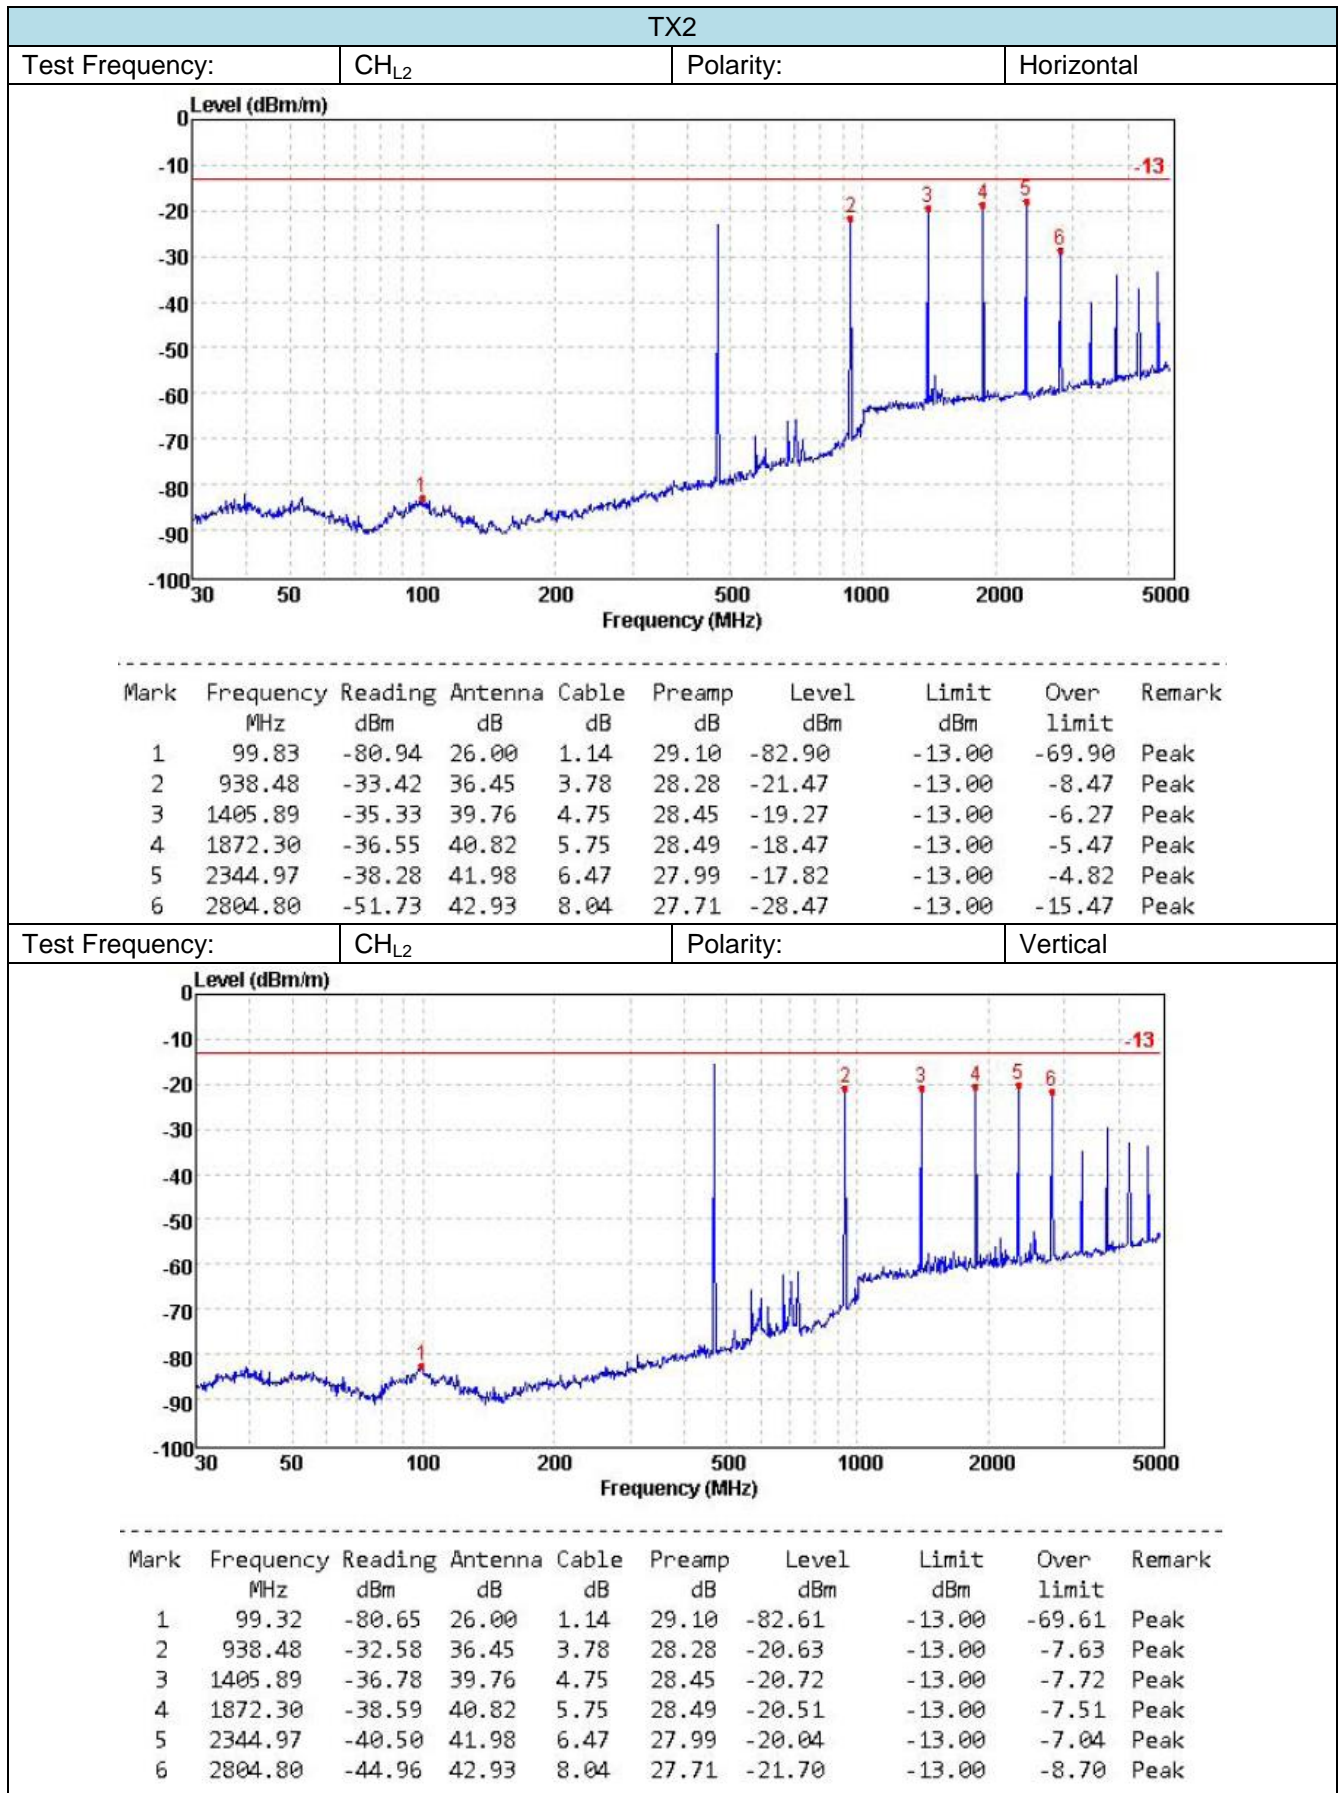 TX2
Test Frequency: CHL2 Polarity: Horizontal
Level (dBm/m)
0
-10
-13
-20
-30
-40
-50
-60
-70
-80
-90
-100
1 2 3 4 5 6
30 50 100 200 500 1000 2000 5000
Frequency (MHz)
Mark Frequency Reading Antenna Cable Preamp Level Limit Over Remark
MHz dBm dB dB dB dBm dBm limit
1 99.83 -80.94 26.00 1.14 29.10 -82.90 -13.00 -69.90 Peak
2 938.48 -33.42 36.45 3.78 28.28 -21.47 -13.00 -8.47 Peak
3 1405.89 -35.33 39.76 4.75 28.45 -19.27 -13.00 -6.27 Peak
4 1872.30 -36.55 40.82 5.75 28.49 -18.47 -13.00 -5.47 Peak
5 2344.97 -38.28 41.98 6.47 27.99 -17.82 -13.00 -4.82 Peak
6 2804.80 -51.73 42.93 8.04 27.71 -28.47 -13.00 -15.47 Peak
Test Frequency: CHL2 Polarity: Vertical
Level (dBm/m)
0
-10
-13
-20
-30
-40
-50
-60
-70
-80
-90
-100
1 2 3 4 5 6
30 50 100 200 500 1000 2000 5000
Frequency (MHz)
Mark Frequency Reading Antenna Cable Preamp Level Limit Over Remark
MHz dBm dB dB dB dBm dBm limit
1 99.32 -80.65 26.00 1.14 29.10 -82.61 -13.00 -69.61 Peak
2 938.48 -32.58 36.45 3.78 28.28 -20.63 -13.00 -7.63 Peak
3 1405.89 -36.78 39.76 4.75 28.45 -20.72 -13.00 -7.72 Peak
4 1872.30 -38.59 40.82 5.75 28.49 -20.51 -13.00 -7.51 Peak
5 2344.97 -40.50 41.98 6.47 27.99 -20.04 -13.00 -7.04 Peak
6 2804.80 -44.96 42.93 8.04 27.71 -21.70 -13.00 -8.70 Peak